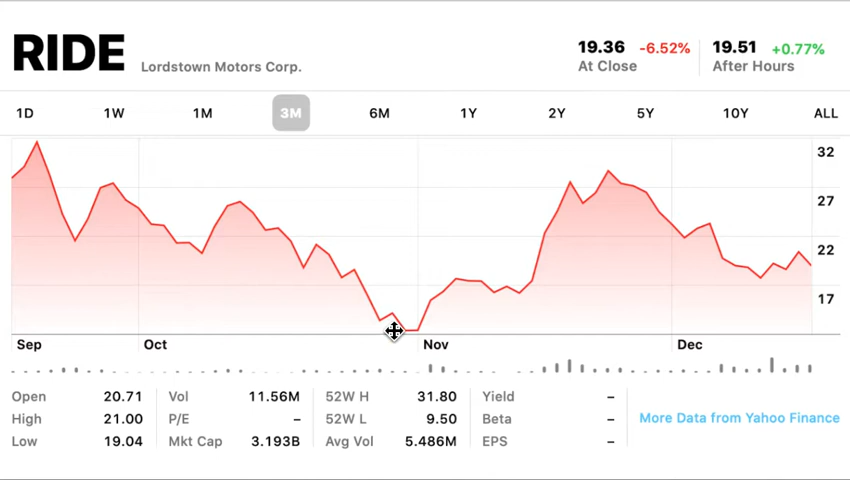 RIDE Lordstown Motors Corp. 19.36 -6.52% 19.51 +0.77%
At Close After Hours
1D 1W 1M 3M 6M 1Y 2Y 5Y 10Y ALL
32
27
22
17
Sep Oct Nov Dec
Open 20.71 Vol 11.56M 52W H 31.80 Yield –
High 21.00 P/E – 52W L 9.50 Beta –
More Data from Yahoo Finance
Low 19.04 Mkt Cap 3.193B Avg Vol 5.486M EPS –